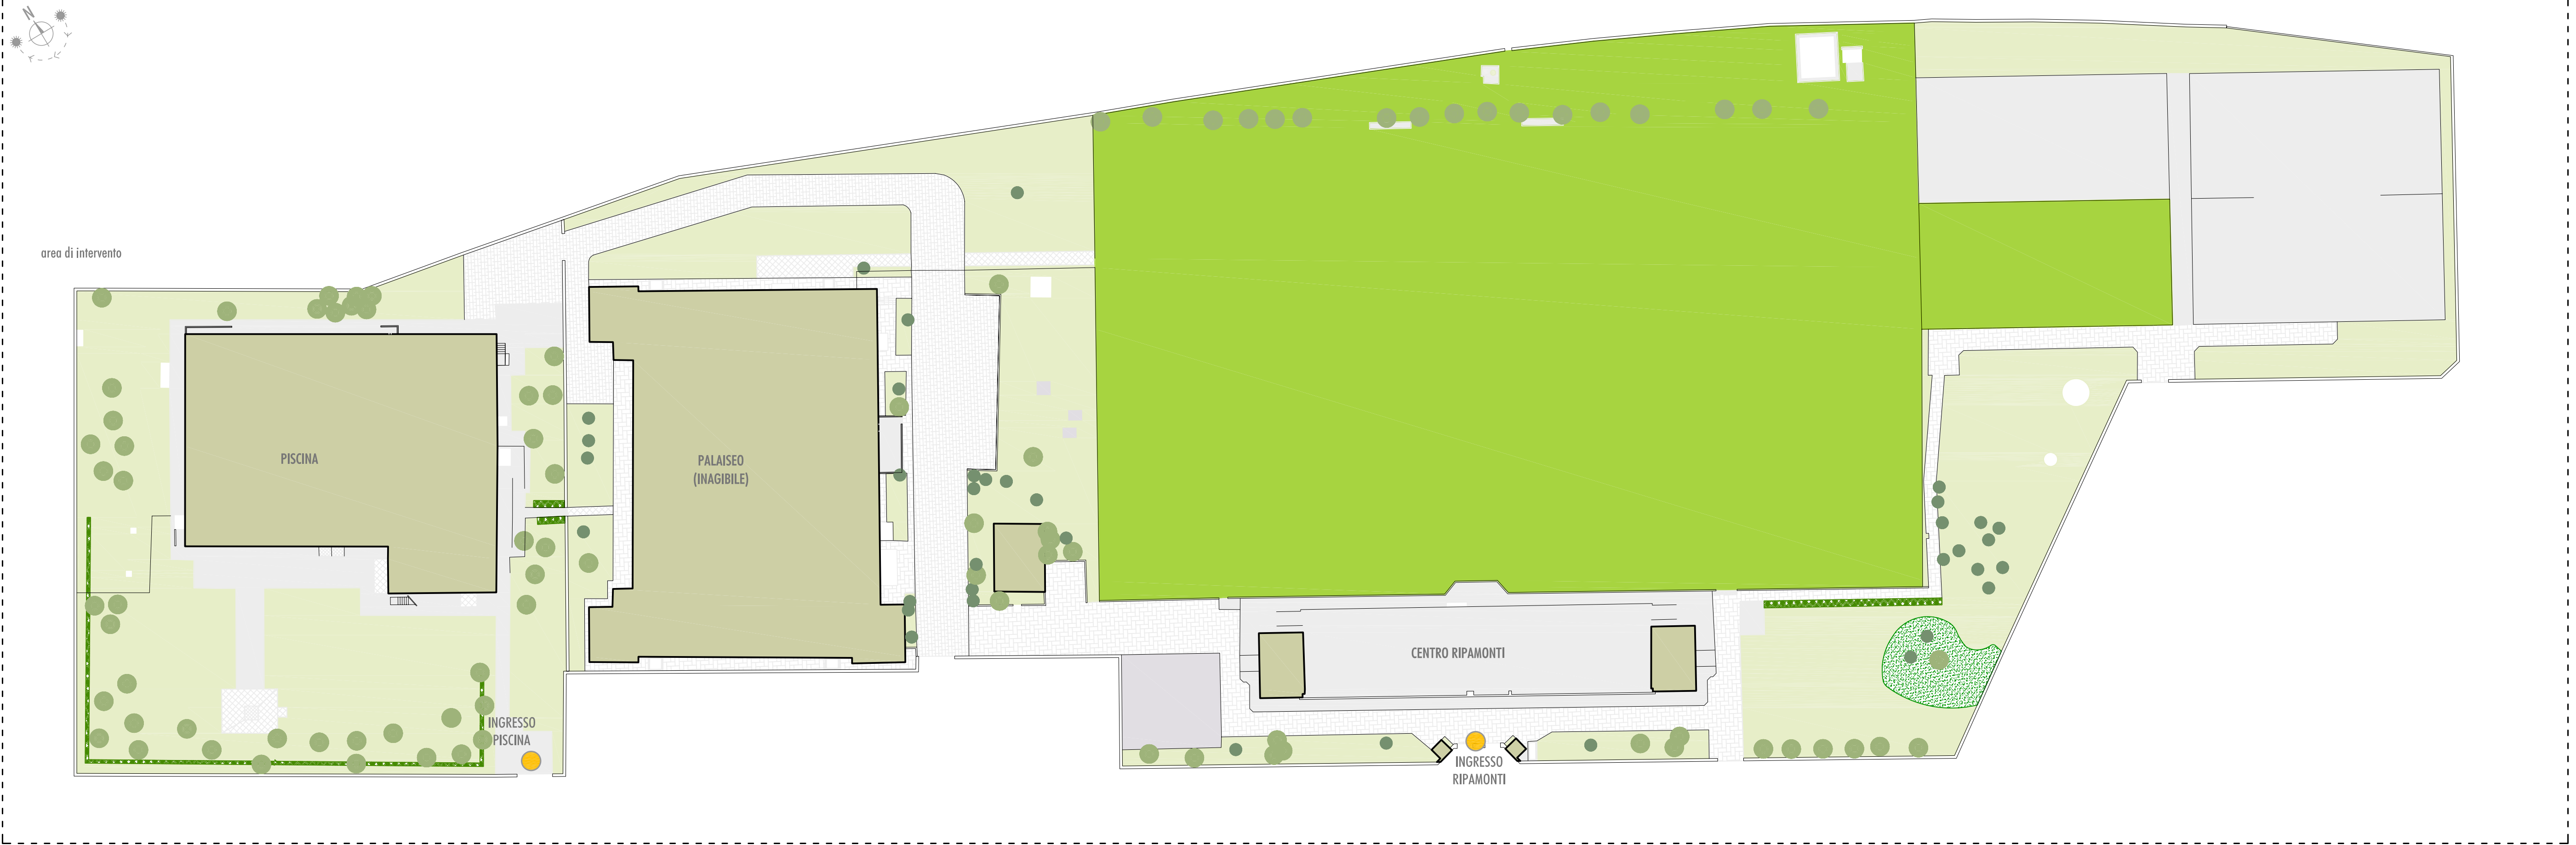 N
area di intervento
PISCINA
PALAISEO
(INAGIBILE)
CENTRO RIPAMONTI
INGRESSO
PISCINA
INGRESSO
RIPAMONTI